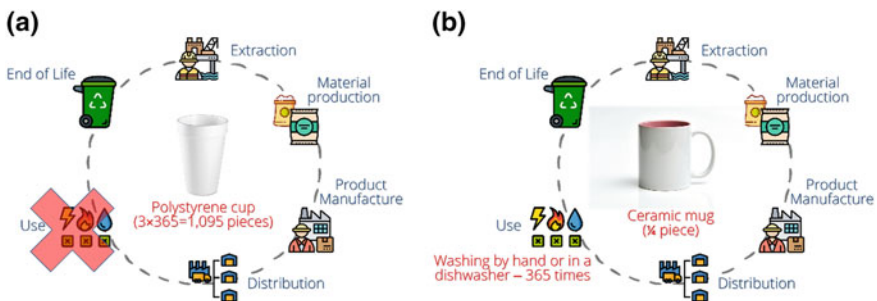 (a)
Extraction
End of Life
Material
production
Polystyrene cup
(3×365=1,095 pieces)
Product
Manufacture
Use
Distribution
(b)
Extraction
End of Life
Material
production
Product
Manufacture
Ceramic mug
(¼ piece)
Use
Washing by hand or in a
dishwasher – 365 times
Distribution